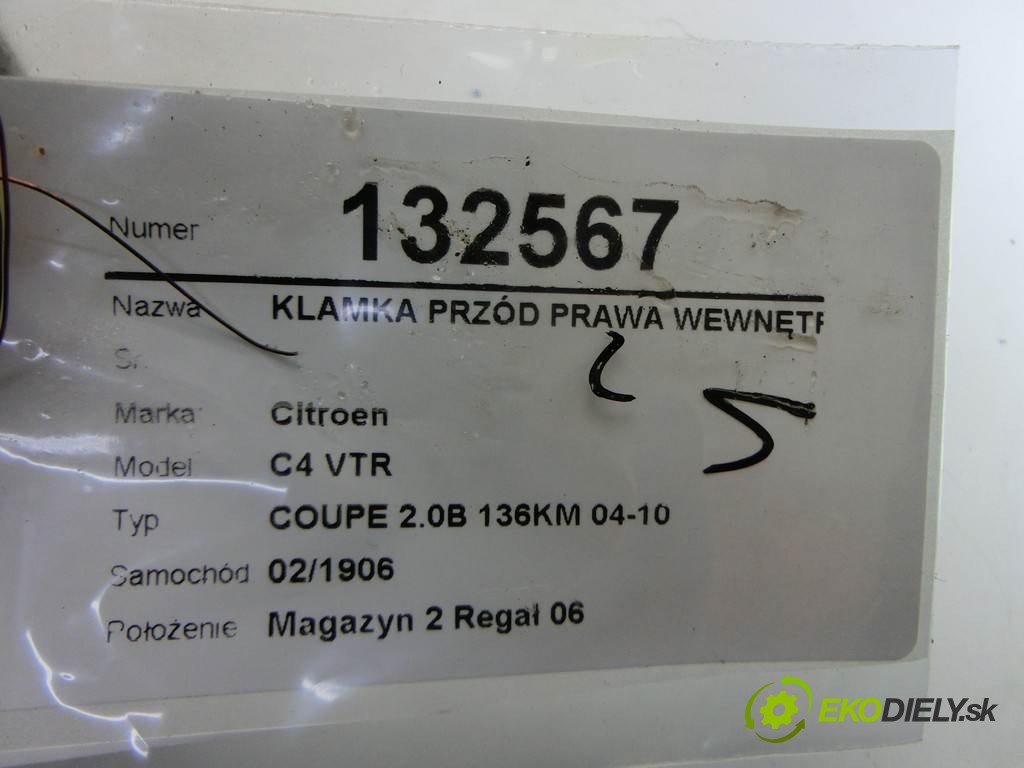 Numer 132567
Nazwa KLAMKA PRZÓD PRAWA WEWNĘTR
Marka Citroen
Model C4 VTR
Typ COUPE 2.0B 136KM 04-10
Samochód 02/1906
Położenie Magazyn 2 Regał 06
EKODIELY.sk